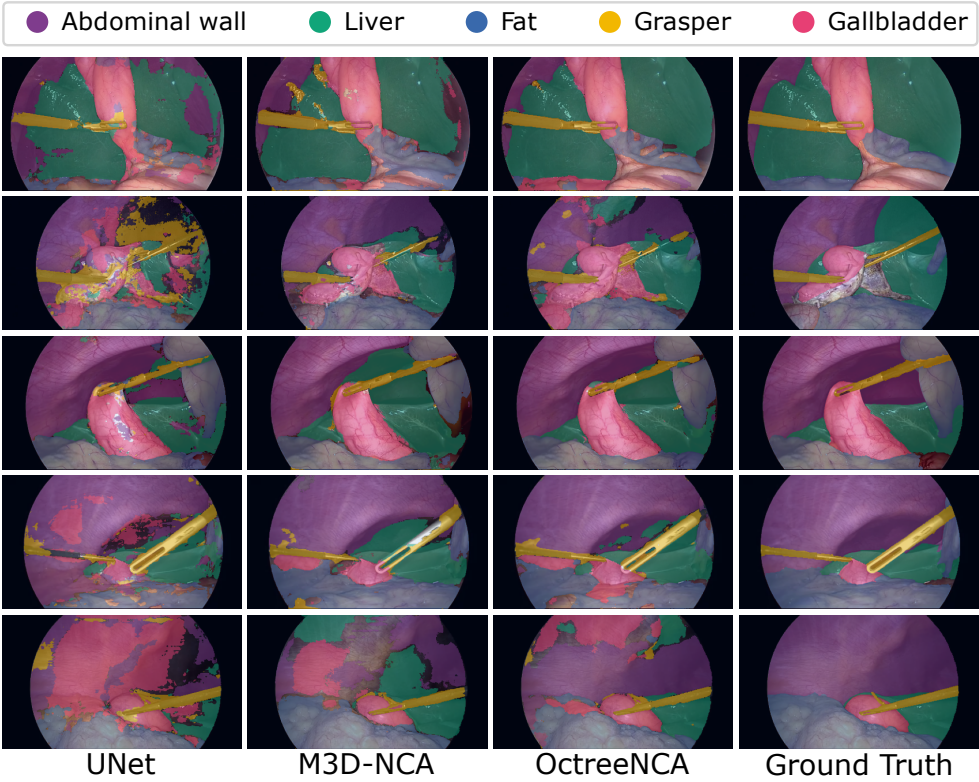 Abdominal wall Liver Fat Grasper Gallbladder
UNet M3D-NCA OctreeNCA Ground Truth